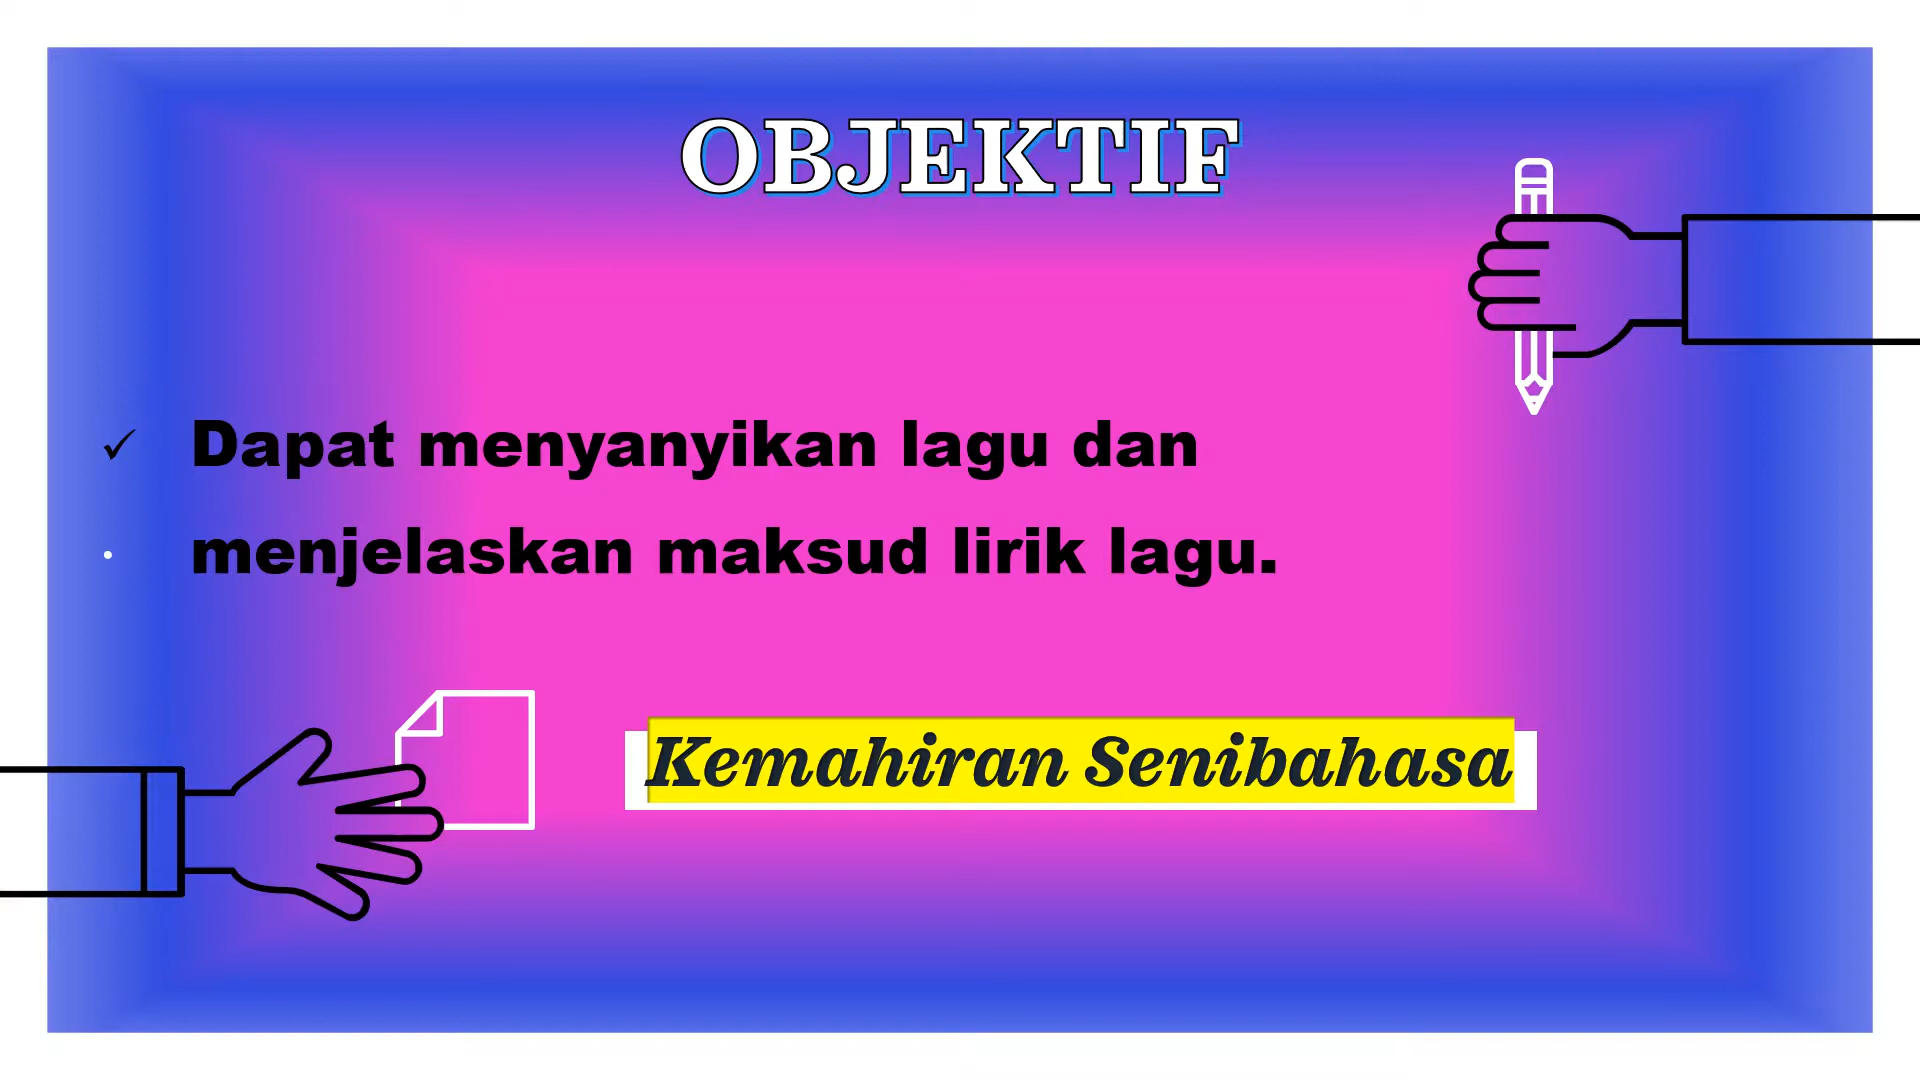 OBJEKTIF
✓ Dapat menyanyikan lagu dan
• menjelaskan maksud lirik lagu.
Kemahiran Senibahasa